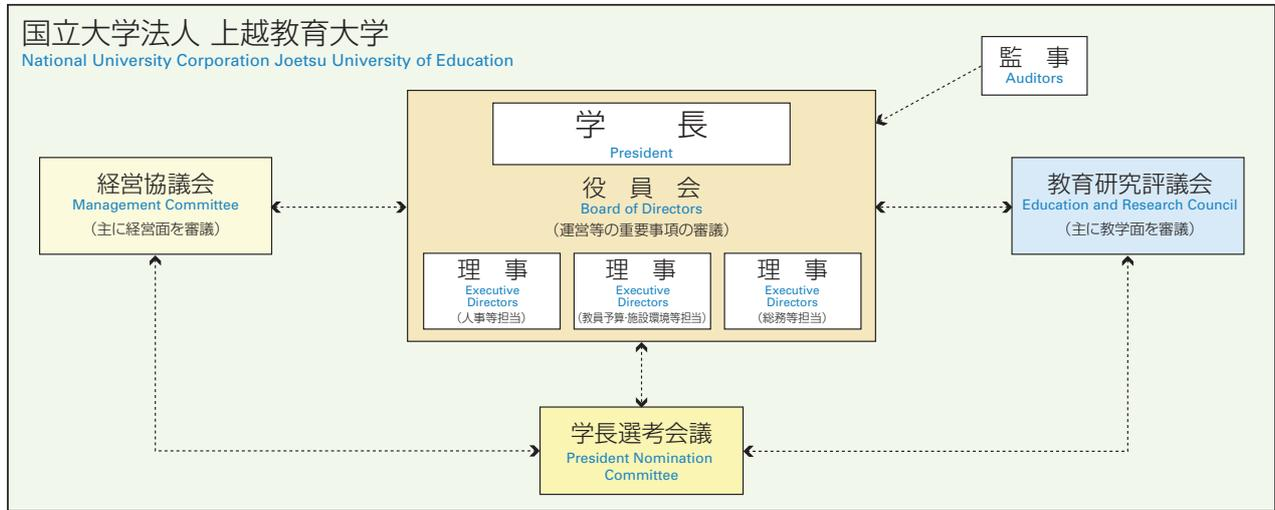 国立大学法人 上越教育大学
National University Corporation Joetsu University of Education
監 事
Auditors
学 長
President
役 員 会
Board of Directors
(運営等の重要事項の審議)
経営協議会
Management Committee
(主に経営面を審議)
教育研究評議会
Education and Research Council
(主に教学面を審議)
理 事
Executive
Directors
(人事等担当)
理 事
Executive
Directors
(教員予算·施設環境等担当)
理 事
Executive
Directors
(総務等担当)
学長選考会議
President Nomination
Committee